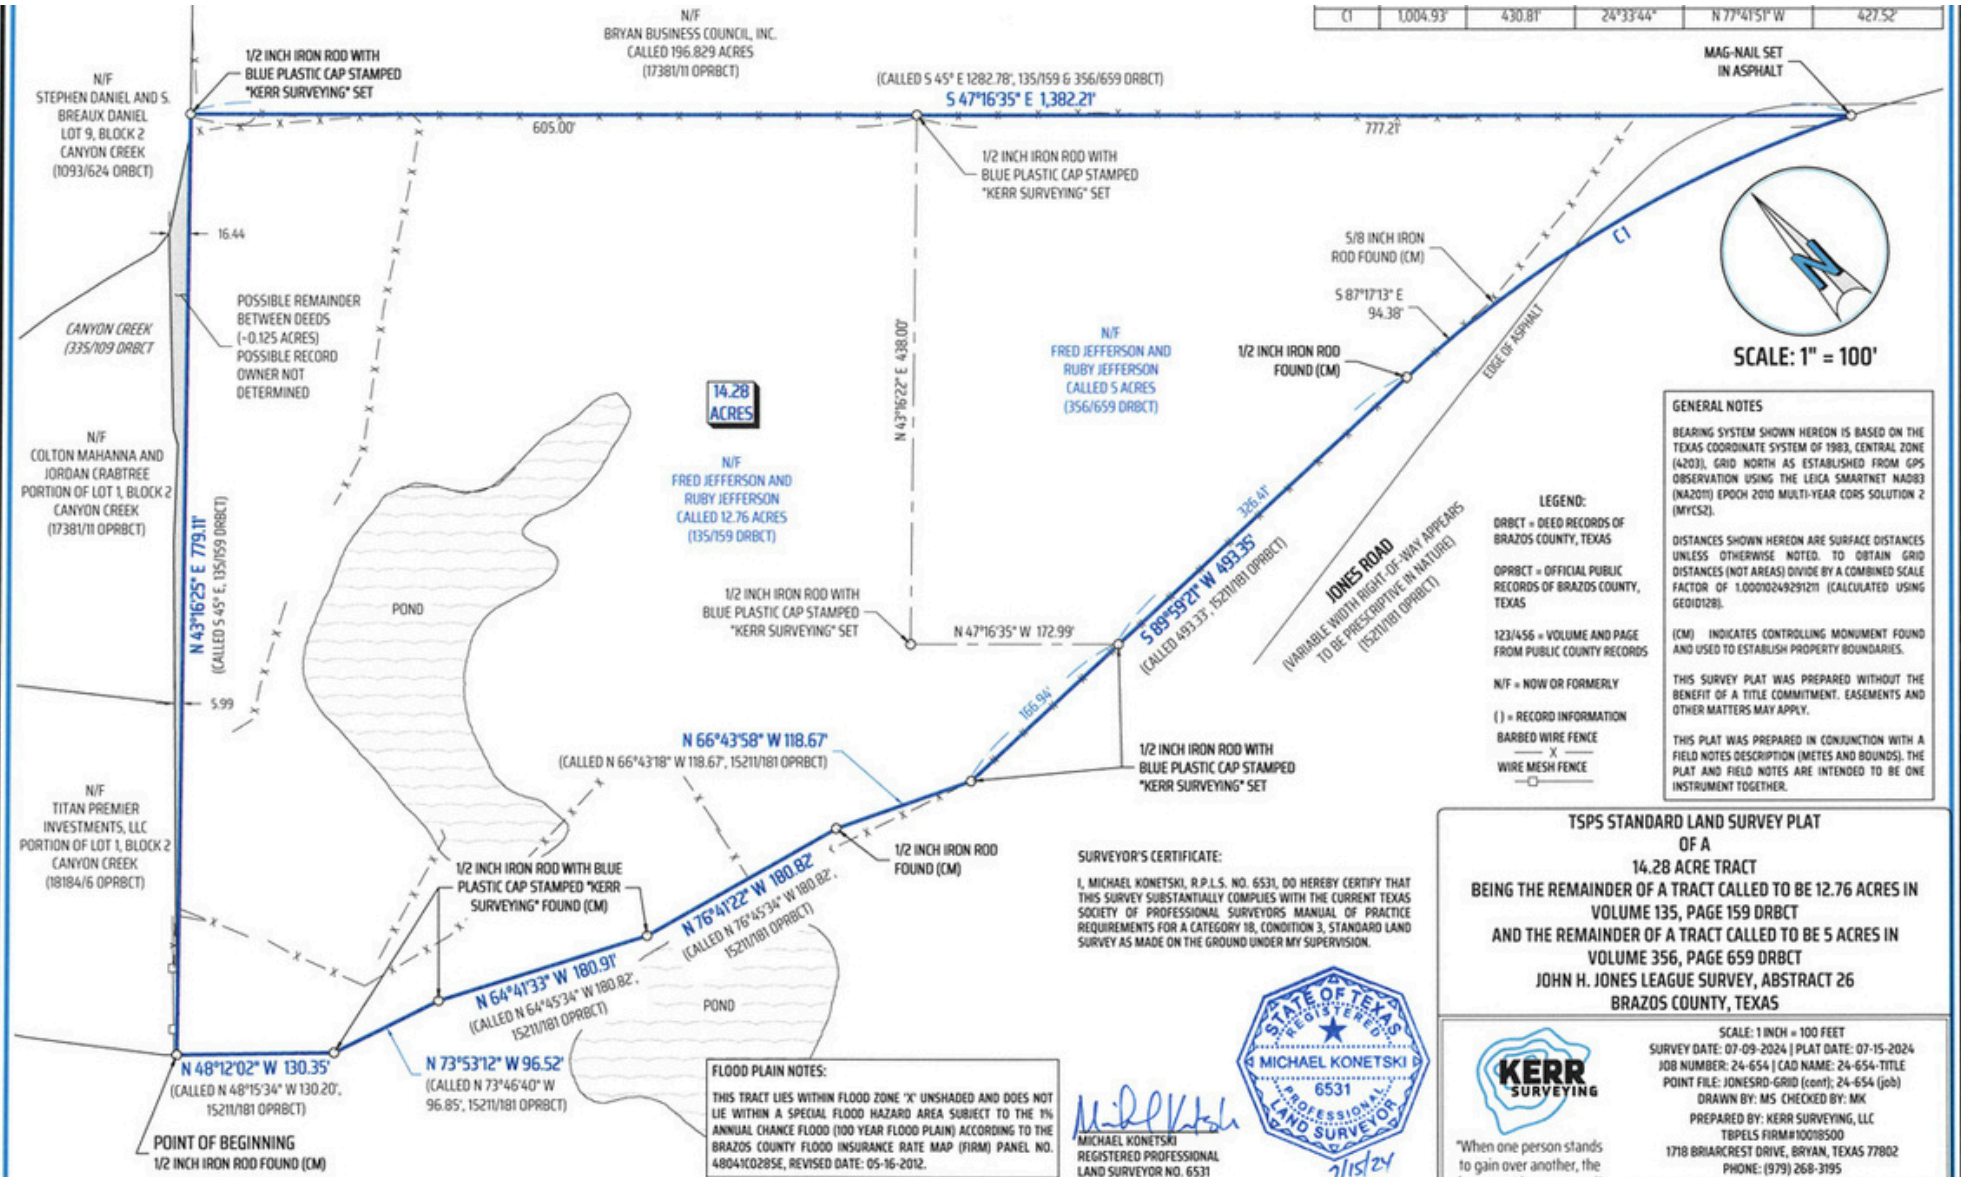 C1 1,004.93' 430.81' 24°33'44" N 77°41'51" W 427.52'
N/F
BRYAN BUSINESS COUNCIL, INC.
CALLED 196.829 ACRES
(17381/11 OPRBCT)
1/2 INCH IRON ROD WITH
BLUE PLASTIC CAP STAMPED
"KERR SURVEYING" SET
N/F
STEPHEN DANIEL AND S.
BREAUX DANIEL
LOT 9, BLOCK 2
CANYON CREEK
(1093/624 ORBCT)
(CALLED S 45° E 1282.78', 135/159 & 356/659 DRBCT)
S 47°16'35" E 1,382.21'
605.00'
777.21'
MAG-NAIL SET
IN ASPHALT
1/2 INCH IRON ROD WITH
BLUE PLASTIC CAP STAMPED
"KERR SURVEYING" SET
16.44
POSSIBLE REMAINDER
BETWEEN DEEDS
(~0.125 ACRES)
POSSIBLE RECORD
OWNER NOT
DETERMINED
CANYON CREEK
(335/109 DRBCT
N/F
COLTON MAHANNA AND
JORDAN CRABTREE
PORTION OF LOT 1, BLOCK 2
CANYON CREEK
(17381/11 OPRBCT)
N 43°16'25" E 779.11'
(CALLED S 45° E, 135/159 DRBCT)
5.99
N/F
TITAN PREMIER
INVESTMENTS, LLC
PORTION OF LOT 1, BLOCK 2
CANYON CREEK
(18184/6 OPRBCT)
POND
14.28
ACRES
N/F
FRED JEFFERSON AND
RUBY JEFFERSON
CALLED 12.76 ACRES
(135/159 DRBCT)
N 43°16'22" E 438.00'
N/F
FRED JEFFERSON AND
RUBY JEFFERSON
CALLED 5 ACRES
(356/659 DRBCT)
5/8 INCH IRON
ROD FOUND (CM)
S 87°17'13" E
94.38'
1/2 INCH IRON ROD
FOUND (CM)
C1
EDGE OF ASPHALT
N
SCALE: 1" = 100'
1/2 INCH IRON ROD WITH
BLUE PLASTIC CAP STAMPED
"KERR SURVEYING" SET
N 47°16'35" W 172.99'
326.41'
S 89°59'21" W 493.35'
(CALLED 493.33', 15211/181 OPRBCT)
166.94'
JONES ROAD
(VARIABLE WIDTH RIGHT-OF-WAY APPEARS
TO BE PRESCRIPTIVE IN NATURE)
(15211/181 OPRBCT)
1/2 INCH IRON ROD WITH
BLUE PLASTIC CAP STAMPED
"KERR SURVEYING" SET
N 66°43'58" W 118.67'
(CALLED N 66°43'18" W 118.67', 15211/181 OPRBCT)
1/2 INCH IRON ROD
FOUND (CM)
1/2 INCH IRON ROD WITH BLUE
PLASTIC CAP STAMPED "KERR
SURVEYING" FOUND (CM)
N 76°41'22" W 180.82'
(CALLED N 76°45'34" W 180.82',
15211/181 OPRBCT)
N 64°41'33" W 180.91'
(CALLED N 64°45'34" W 180.82',
15211/181 OPRBCT)
N 73°53'12" W 96.52'
(CALLED N 73°46'40" W
96.85', 15211/181 OPRBCT)
N 48°12'02" W 130.35'
(CALLED N 48°15'34" W 130.20',
15211/181 OPRBCT)
POINT OF BEGINNING
1/2 INCH IRON ROD FOUND (CM)
POND
FLOOD PLAIN NOTES:
THIS TRACT LIES WITHIN FLOOD ZONE 'X' UNSHADED AND DOES NOT
LIE WITHIN A SPECIAL FLOOD HAZARD AREA SUBJECT TO THE 1%
ANNUAL CHANCE FLOOD (100 YEAR FLOOD PLAIN) ACCORDING TO THE
BRAZOS COUNTY FLOOD INSURANCE RATE MAP (FIRM) PANEL NO.
48041C0285E, REVISED DATE: 05-16-2012.
SURVEYOR'S CERTIFICATE:
I, MICHAEL KONETSKI, R.P.L.S. NO. 6531, DO HEREBY CERTIFY THAT
THIS SURVEY SUBSTANTIALLY COMPLIES WITH THE CURRENT TEXAS
SOCIETY OF PROFESSIONAL SURVEYORS MANUAL OF PRACTICE
REQUIREMENTS FOR A CATEGORY 1B, CONDITION 3, STANDARD LAND
SURVEY AS MADE ON THE GROUND UNDER MY SUPERVISION.
STATE OF TEXAS
REGISTERED
MICHAEL KONETSKI
6531
PROFESSIONAL
LAND SURVEYOR
7/15/24
MICHAEL KONETSKI
REGISTERED PROFESSIONAL
LAND SURVEYOR NO. 6531
LEGEND:
DRBCT = DEED RECORDS OF
BRAZOS COUNTY, TEXAS
OPRBCT = OFFICIAL PUBLIC
RECORDS OF BRAZOS COUNTY,
TEXAS
123/456 = VOLUME AND PAGE
FROM PUBLIC COUNTY RECORDS
N/F = NOW OR FORMERLY
( ) = RECORD INFORMATION
BARBED WIRE FENCE
X
WIRE MESH FENCE
GENERAL NOTES
BEARING SYSTEM SHOWN HEREON IS BASED ON THE
TEXAS COORDINATE SYSTEM OF 1983, CENTRAL ZONE
(4203), GRID NORTH AS ESTABLISHED FROM GPS
OBSERVATION USING THE LEICA SMARTNET NAD83
(NA2011) EPOCH 2010 MULTI-YEAR CORS SOLUTION 2
(MYCS2).
DISTANCES SHOWN HEREON ARE SURFACE DISTANCES
UNLESS OTHERWISE NOTED. TO OBTAIN GRID
DISTANCES (NOT AREAS) DIVIDE BY A COMBINED SCALE
FACTOR OF 1.00010249291211 (CALCULATED USING
GEOID12B).
(CM) INDICATES CONTROLLING MONUMENT FOUND
AND USED TO ESTABLISH PROPERTY BOUNDARIES.
THIS SURVEY PLAT WAS PREPARED WITHOUT THE
BENEFIT OF A TITLE COMMITMENT. EASEMENTS AND
OTHER MATTERS MAY APPLY.
THIS PLAT WAS PREPARED IN CONJUNCTION WITH A
FIELD NOTES DESCRIPTION (METES AND BOUNDS). THE
PLAT AND FIELD NOTES ARE INTENDED TO BE ONE
INSTRUMENT TOGETHER.
TSPS STANDARD LAND SURVEY PLAT
OF A
14.28 ACRE TRACT
BEING THE REMAINDER OF A TRACT CALLED TO BE 12.76 ACRES IN
VOLUME 135, PAGE 159 DRBCT
AND THE REMAINDER OF A TRACT CALLED TO BE 5 ACRES IN
VOLUME 356, PAGE 659 DRBCT
JOHN H. JONES LEAGUE SURVEY, ABSTRACT 26
BRAZOS COUNTY, TEXAS
KERR
SURVEYING
"When one person stands
to gain over another, the
SCALE: 1 INCH = 100 FEET
SURVEY DATE: 07-09-2024 | PLAT DATE: 07-15-2024
JOB NUMBER: 24-654 | CAD NAME: 24-654-TITLE
POINT FILE: JONESRD-GRID (cont); 24-654 (job)
DRAWN BY: MS CHECKED BY: MK
PREPARED BY: KERR SURVEYING, LLC
TBPELS FIRM#10018500
1718 BRIARCREST DRIVE, BRYAN, TEXAS 77802
PHONE: (979) 268-3195